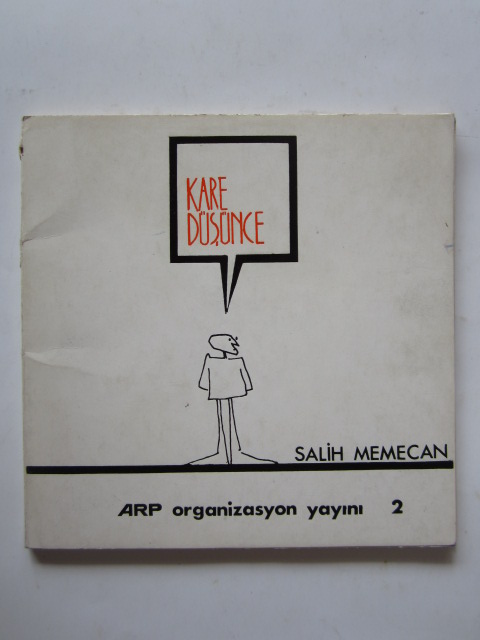 KARE
DÜŞÜNCE
SALİH MEMECAN
ARP organizasyon yayını 2